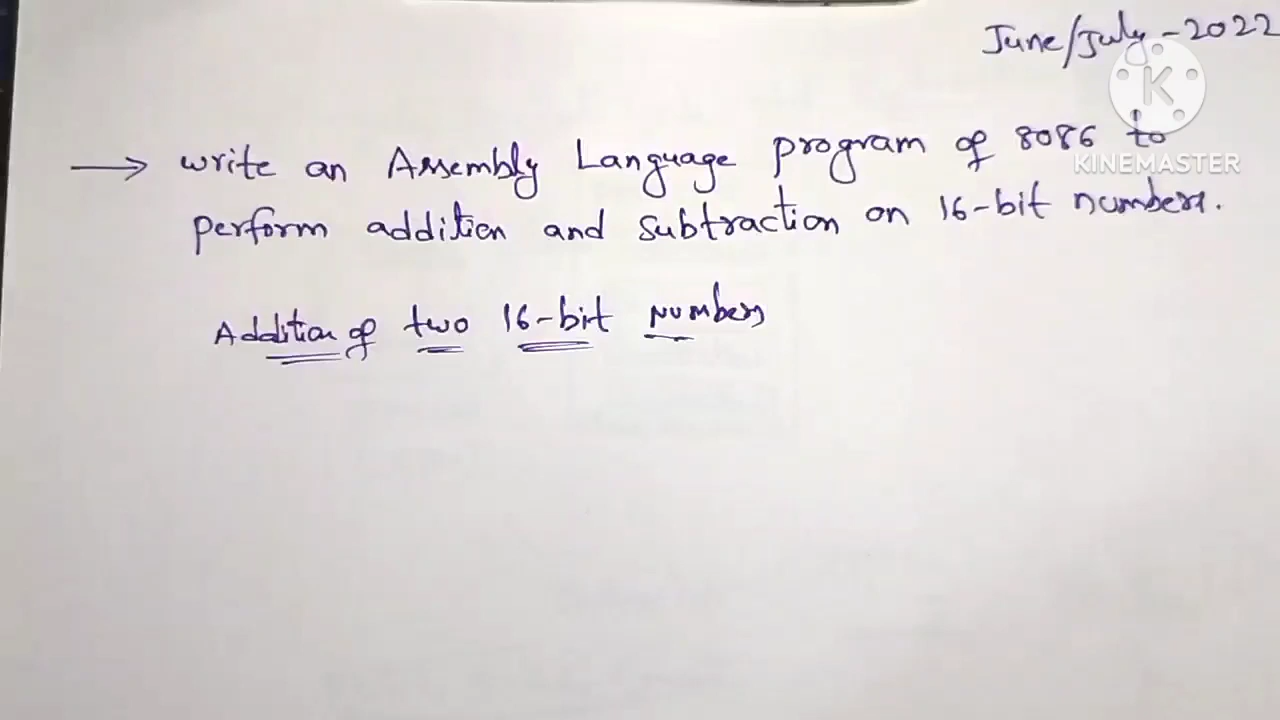 June/July-2022
K
KINEMASTER
→ write an Assembly Language program of 8086 to
perform addition and subtraction on 16-bit numbers.
Addition of two 16-bit Numbers